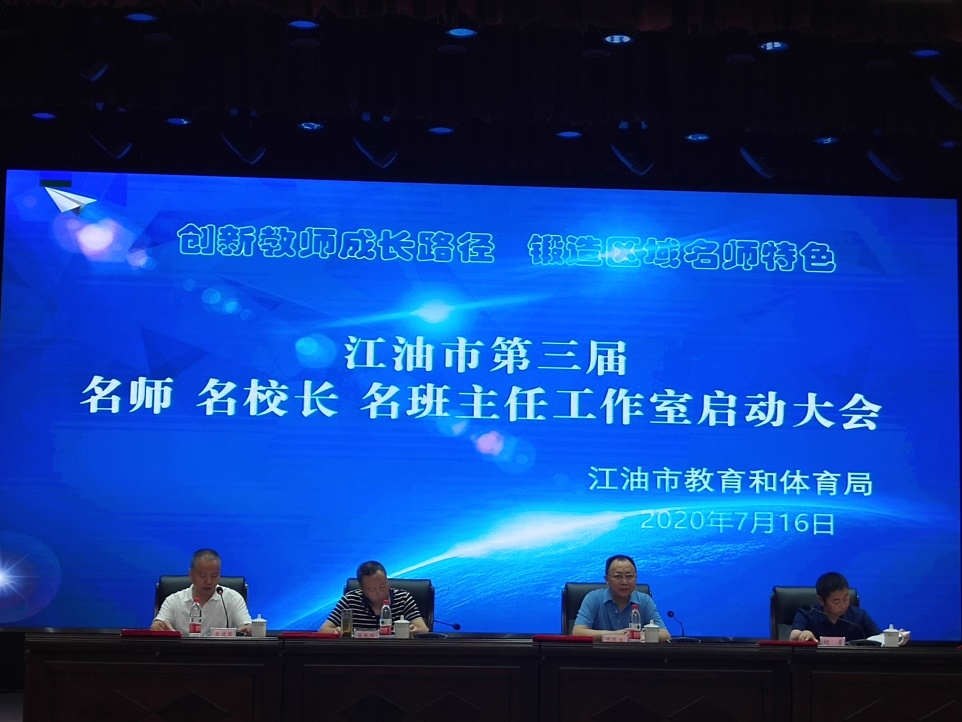 创新教师成长路径 锻造区域名师特色
江油市第三届
名师 名校长 名班主任工作室启动大会
江油市教育和体育局
2020年7月16日